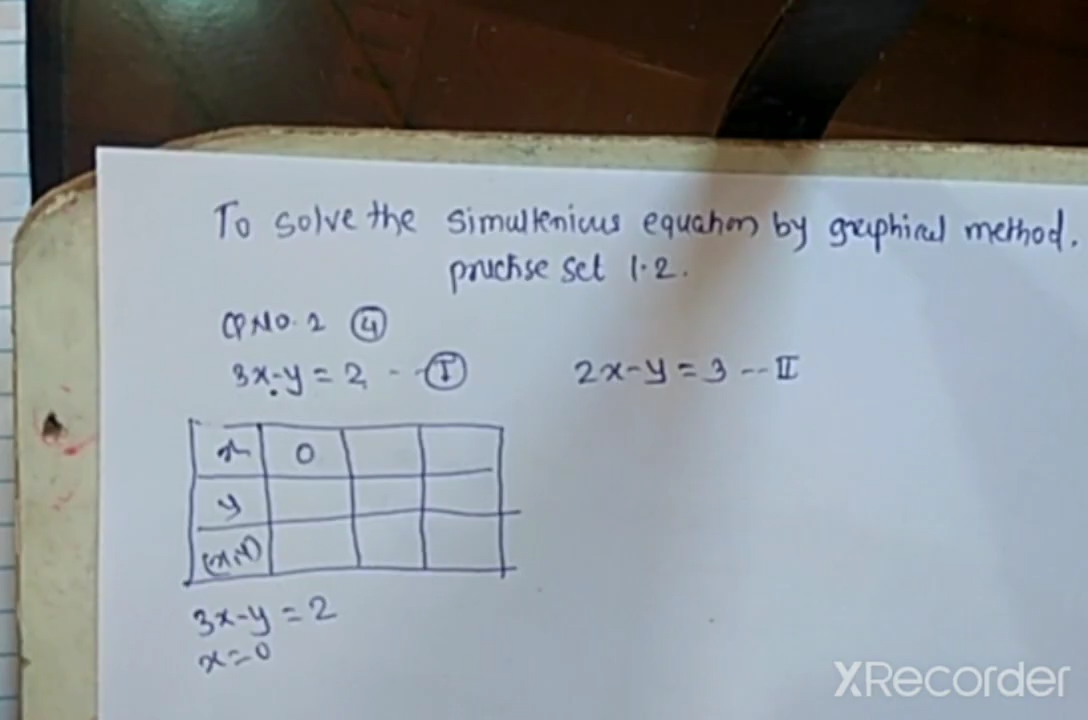 To solve the simultenious equation by graphical method.
practise set 1.2.
QNO. 2 ④
3x-y = 2 -- Ⓘ 2x-y = 3 -- II
x 0
y
(x,y)
3x-y = 2
x=0
XRecorder